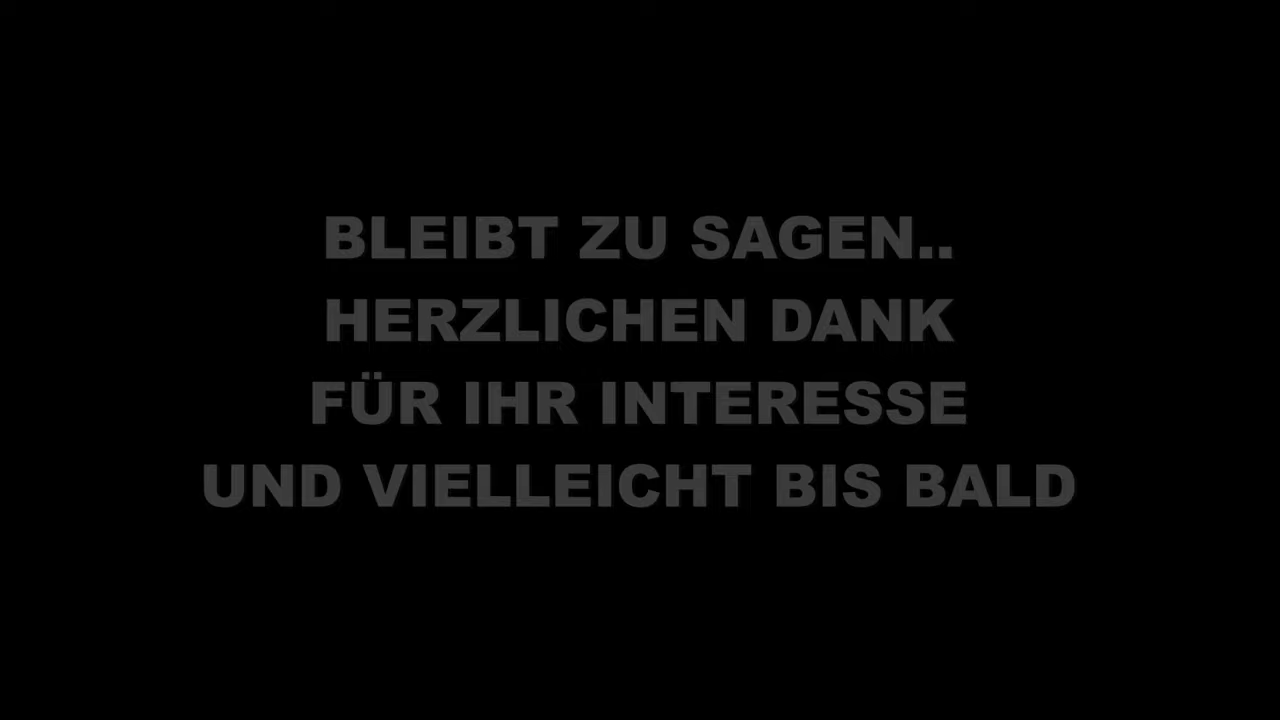 BLEIBT ZU SAGEN..
HERZLICHEN DANK
FÜR IHR INTERESSE
UND VIELLEICHT BIS BALD